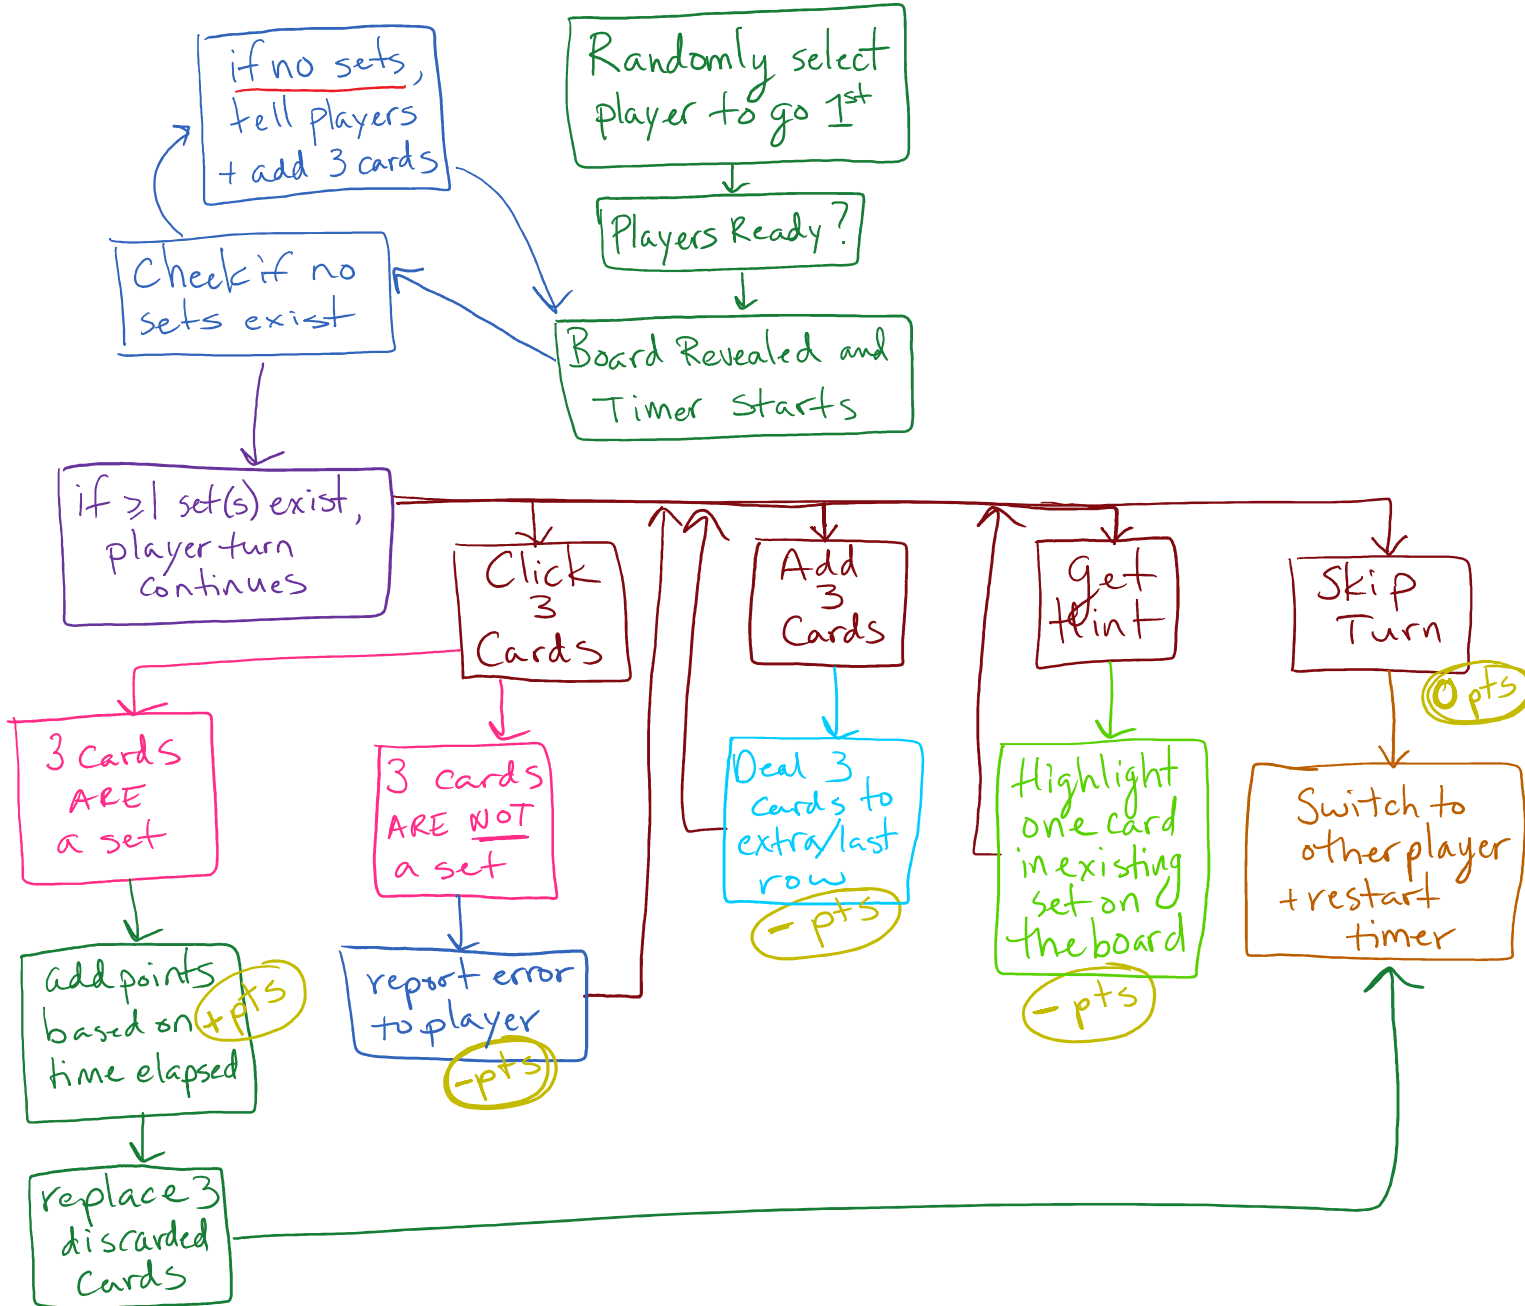 if no sets,
tell players
+ add 3 cards
Randomly select
player to go 1st
Players Ready?
Check if no
sets exist
Board Revealed and
Timer Starts
if ≥1 set(s) exist,
player turn
continues
Click
3
Cards
Add
3
Cards
Get
Hint
Skip
Turn
0 pts
3 cards
ARE
a set
3 cards
ARE NOT
a set
Deal 3
cards to
extra/last
row
- pts
Highlight
one card
in existing
set on
the board
- pts
Switch to
other player
+ restart
timer
add points
based on
time elapsed
+ pts
report error
to player
- pts
replace 3
discarded
cards